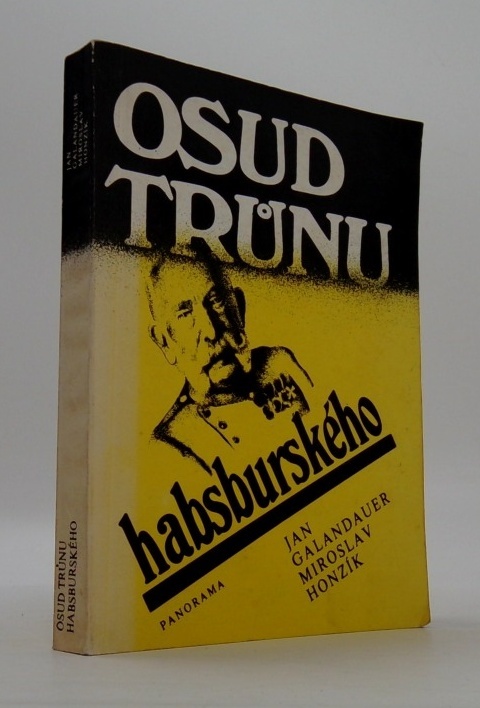 OSUD
TRŮNU
habsburského
JAN
GALANDAUER
MIROSLAV
HONZÍK
PANORAMA
JAN
GALANDAUER
MIROSLAV
HONZÍK
OSUD TRŮNU
HABSBURSKÉHO